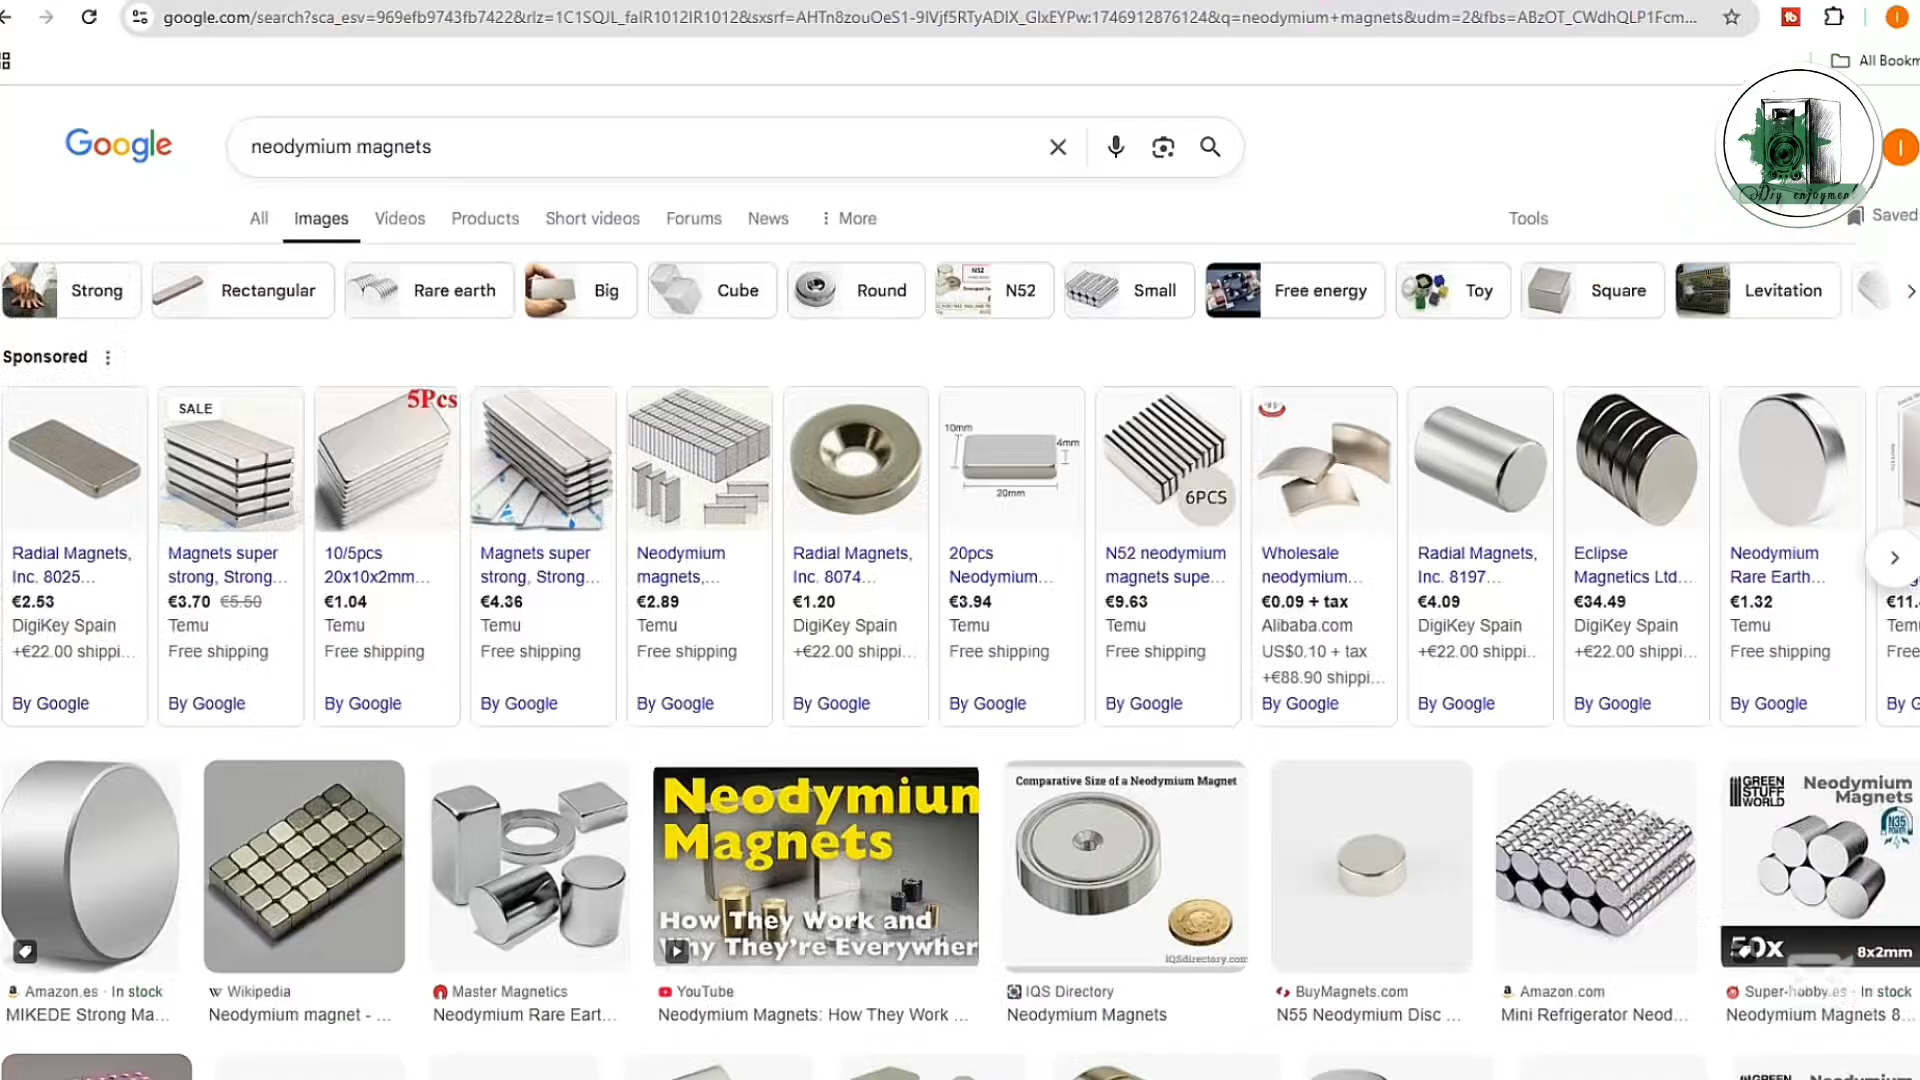 google.com/search?sca_esv=969efb9743fb7422&rlz=1C1SQJL_faIR1012IR1012&sxsrf=AHTn8zouOeS1-9IVjf5RTyADIX_GlxEYPw:1746912876124&q=neodymium+magnets&udm=2&fbs=ABzOT_CWdhQLP1Fcm...
All Bookm
Google
neodymium magnets
Diy enjoyment
All
Images
Videos
Products
Short videos
Forums
News
More
Tools
Saved
Strong
Rectangular
Rare earth
Big
Cube
Round
N52
Small
Free energy
Toy
Square
Levitation
Sponsored
Radial Magnets,
Inc. 8025...
€2.53
DigiKey Spain
+€22.00 shippi...
By Google
SALE
Magnets super
strong, Strong...
€3.70 €5.50
Temu
Free shipping
By Google
5Pcs
10/5pcs
20x10x2mm...
€1.04
Temu
Free shipping
By Google
Magnets super
strong, Strong...
€4.36
Temu
Free shipping
By Google
Neodymium
magnets,...
€2.89
Temu
Free shipping
By Google
Radial Magnets,
Inc. 8074...
€1.20
DigiKey Spain
+€22.00 shippi...
By Google
10mm
4mm
20mm
20pcs
Neodymium...
€3.94
Temu
Free shipping
By Google
6PCS
N52 neodymium
magnets supe...
€9.63
Temu
Free shipping
By Google
Wholesale
neodymium...
€0.09 + tax
Alibaba.com
US$0.10 + tax
+€88.90 shippi...
By Google
Radial Magnets,
Inc. 8197...
€4.09
DigiKey Spain
+€22.00 shippi...
By Google
Eclipse
Magnetics Ltd...
€34.49
DigiKey Spain
+€22.00 shippi...
By Google
Neodymium
Rare Earth...
€1.32
Temu
Free shipping
By Google
€11.
Temu
Free
By G
Amazon.es · In stock
MIKEDE Strong Ma...
Wikipedia
Neodymium magnet - ...
Master Magnetics
Neodymium Rare Eart...
Neodymium
Magnets
How They Work and
Why They're Everywher
YouTube
Neodymium Magnets: How They Work ...
Comparative Size of a Neodymium Magnet
IQSdirectory.com
IQS Directory
Neodymium Magnets
BuyMagnets.com
N55 Neodymium Disc ...
Amazon.com
Mini Refrigerator Neod...
GREEN
STUFF
WORLD
Neodymium
Magnets
N35
50x
8x2mm
Super-hobby.es · In stock
Neodymium Magnets 8...